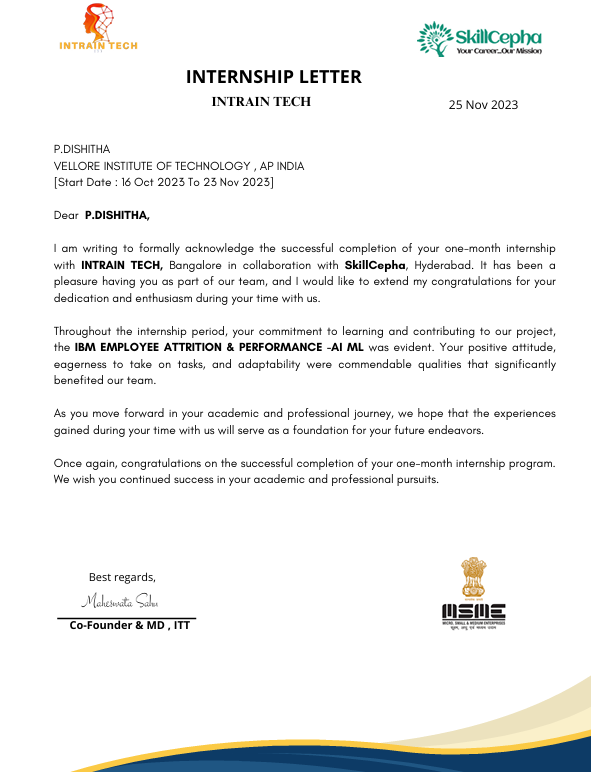 INTRAIN TECH
SkillCepha
Your Career...Our Mission
INTERNSHIP LETTER
INTRAIN TECH
25 Nov 2023
P.DISHITHA
VELLORE INSTITUTE OF TECHNOLOGY , AP INDIA
[Start Date : 16 Oct 2023 To 23 Nov 2023]
Dear P.DISHITHA,
I am writing to formally acknowledge the successful completion of your one-month internship
with INTRAIN TECH, Bangalore in collaboration with SkillCepha, Hyderabad. It has been a
pleasure having you as part of our team, and I would like to extend my congratulations for your
dedication and enthusiasm during your time with us.
Throughout the internship period, your commitment to learning and contributing to our project,
the IBM EMPLOYEE ATTRITION & PERFORMANCE -AI ML was evident. Your positive attitude,
eagerness to take on tasks, and adaptability were commendable qualities that significantly
benefited our team.
As you move forward in your academic and professional journey, we hope that the experiences
gained during your time with us will serve as a foundation for your future endeavors.
Once again, congratulations on the successful completion of your one-month internship program.
We wish you continued success in your academic and professional pursuits.
Best regards,
Maheswata Sahu
Co-Founder & MD , ITT
MSME
MICRO, SMALL & MEDIUM ENTERPRISES
सूक्ष्म, लघु एवं मध्यम उद्यम